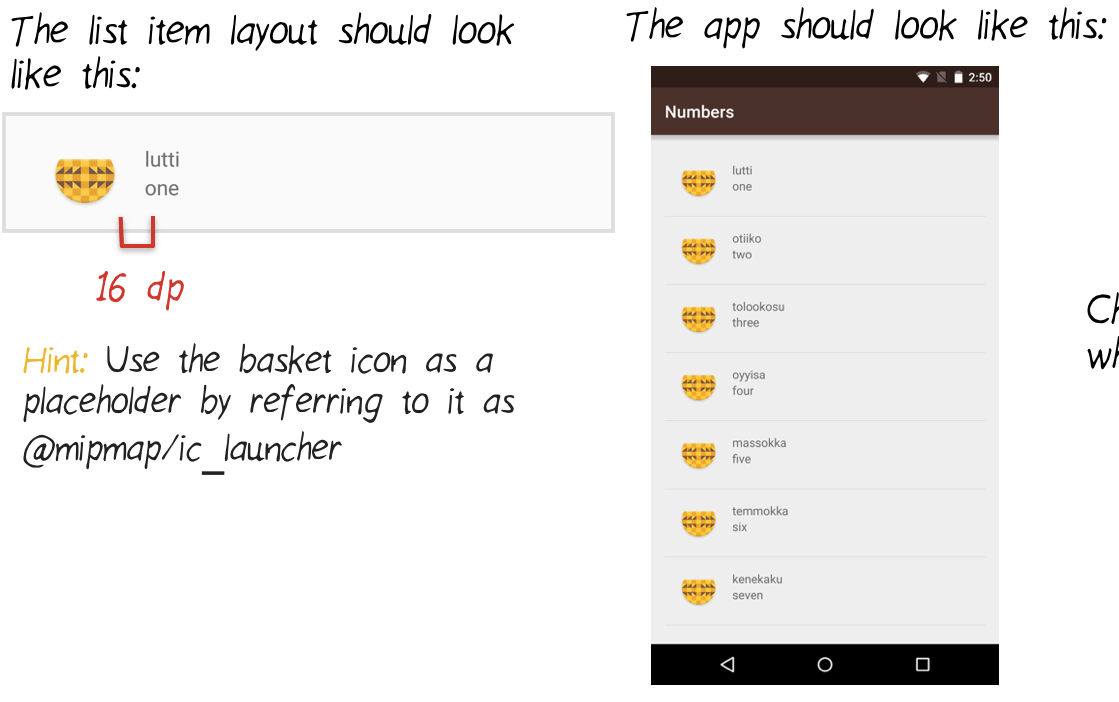 The list item layout should look
like this:
lutti
one
16 dp
Hint: Use the basket icon as a
placeholder by referring to it as
@mipmap/ic_launcher
The app should look like this:
2:50
Numbers
lutti
one
otiiko
two
tolookosu
three
oyyisa
four
massokka
five
temmokka
six
kenekaku
seven